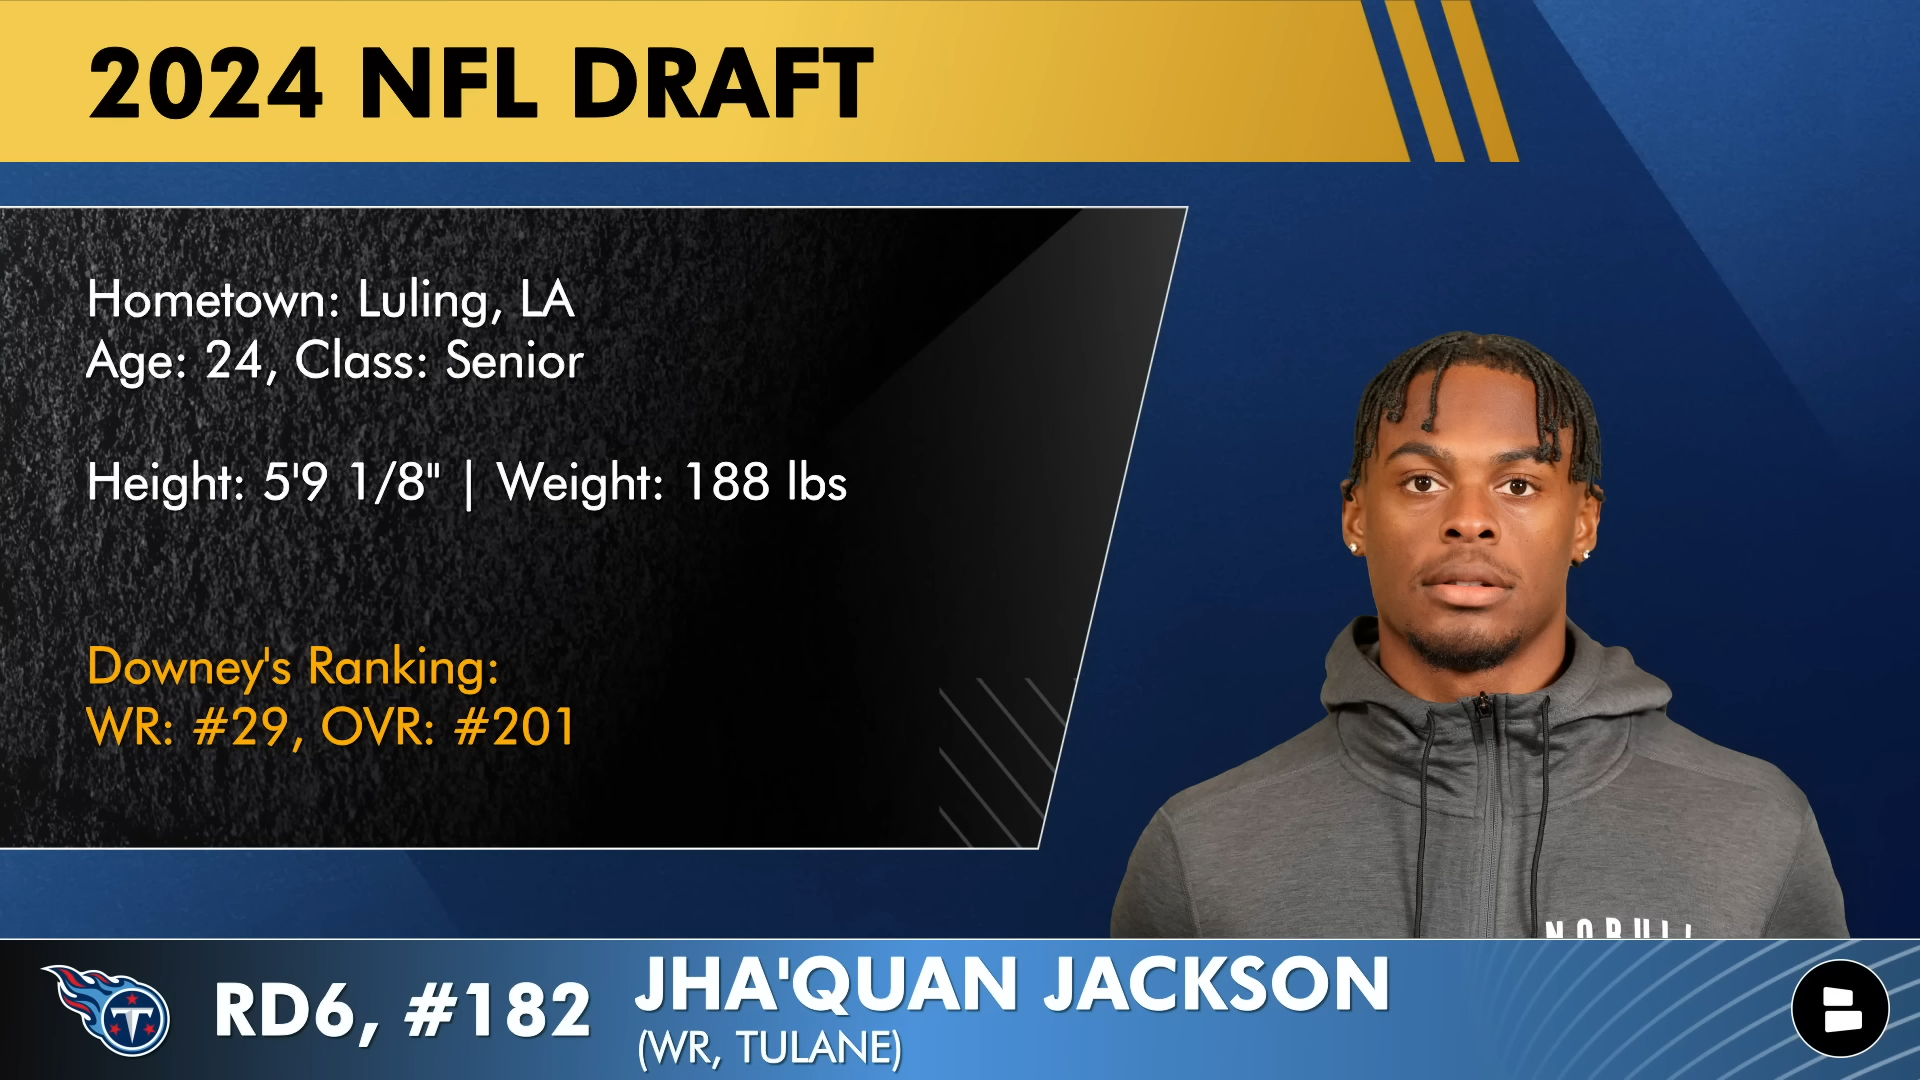 2024 NFL DRAFT
Hometown: Luling, LA
Age: 24, Class: Senior
Height: 5'9 1/8" | Weight: 188 lbs
Downey's Ranking:
WR: #29, OVR: #201
NOBULL
T
RD6, #182
JHA'QUAN JACKSON
(WR, TULANE)